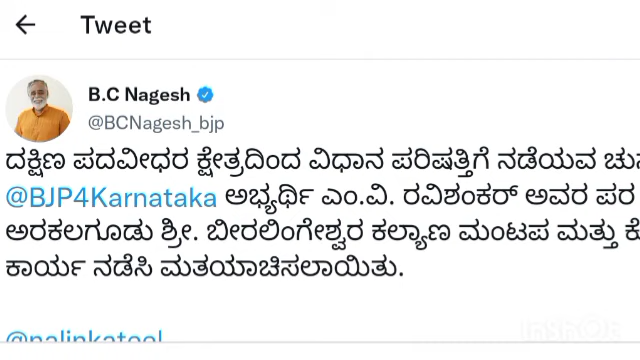 Tweet
B.C Nagesh
@BCNagesh_bjp
ದಕ್ಷಿಣ ಪದವೀಧರ ಕ್ಷೇತ್ರದಿಂದ ವಿಧಾನ ಪರಿಷತ್ತಿಗೆ ನಡೆಯುವ
@BJP4Karnataka ಅಭ್ಯರ್ಥಿ ಎಂ.ವಿ. ರವಿಶಂಕರ್ ಅವರ ಪರ
ಅರಕಲಗೂಡು ಶ್ರೀ. ಬೀರಲಿಂಗೇಶ್ವರ ಕಲ್ಯಾಣ ಮಂಟಪ ಮತ್ತು
ಕಾರ್ಯ ನಡೆಸಿ ಮತಯಾಚಿಸಲಾಯಿತು.
@nalinkateel